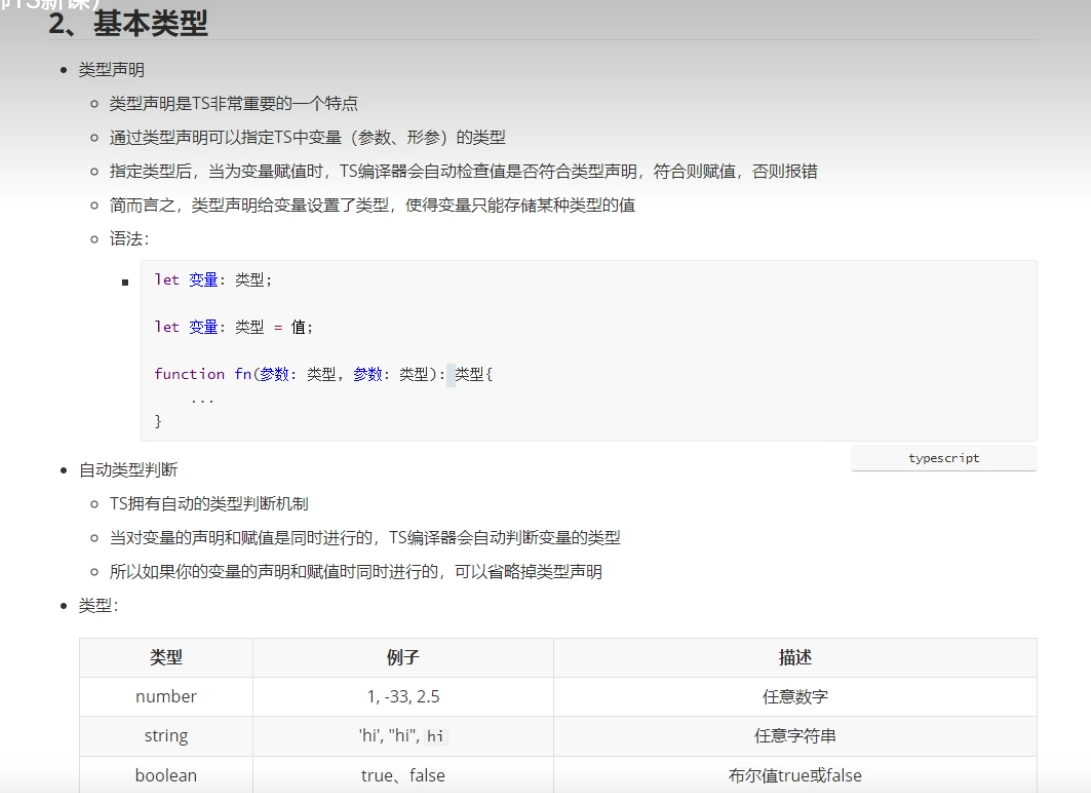 师TS新课）
2、基本类型
类型声明
类型声明是TS非常重要的一个特点
通过类型声明可以指定TS中变量（参数、形参）的类型
指定类型后，当为变量赋值时，TS编译器会自动检查值是否符合类型声明，符合则赋值，否则报错
简而言之，类型声明给变量设置了类型，使得变量只能存储某种类型的值
语法：
let 变量: 类型;
let 变量: 类型 = 值;
function fn(参数: 类型, 参数: 类型): 类型{
...
}
typescript
自动类型判断
TS拥有自动的类型判断机制
当对变量的声明和赋值是同时进行的，TS编译器会自动判断变量的类型
所以如果你的变量的声明和赋值时同时进行的，可以省略掉类型声明
类型：
类型 例子 描述
number 1, -33, 2.5 任意数字
string 'hi', "hi", hi 任意字符串
boolean true、false 布尔值true或false